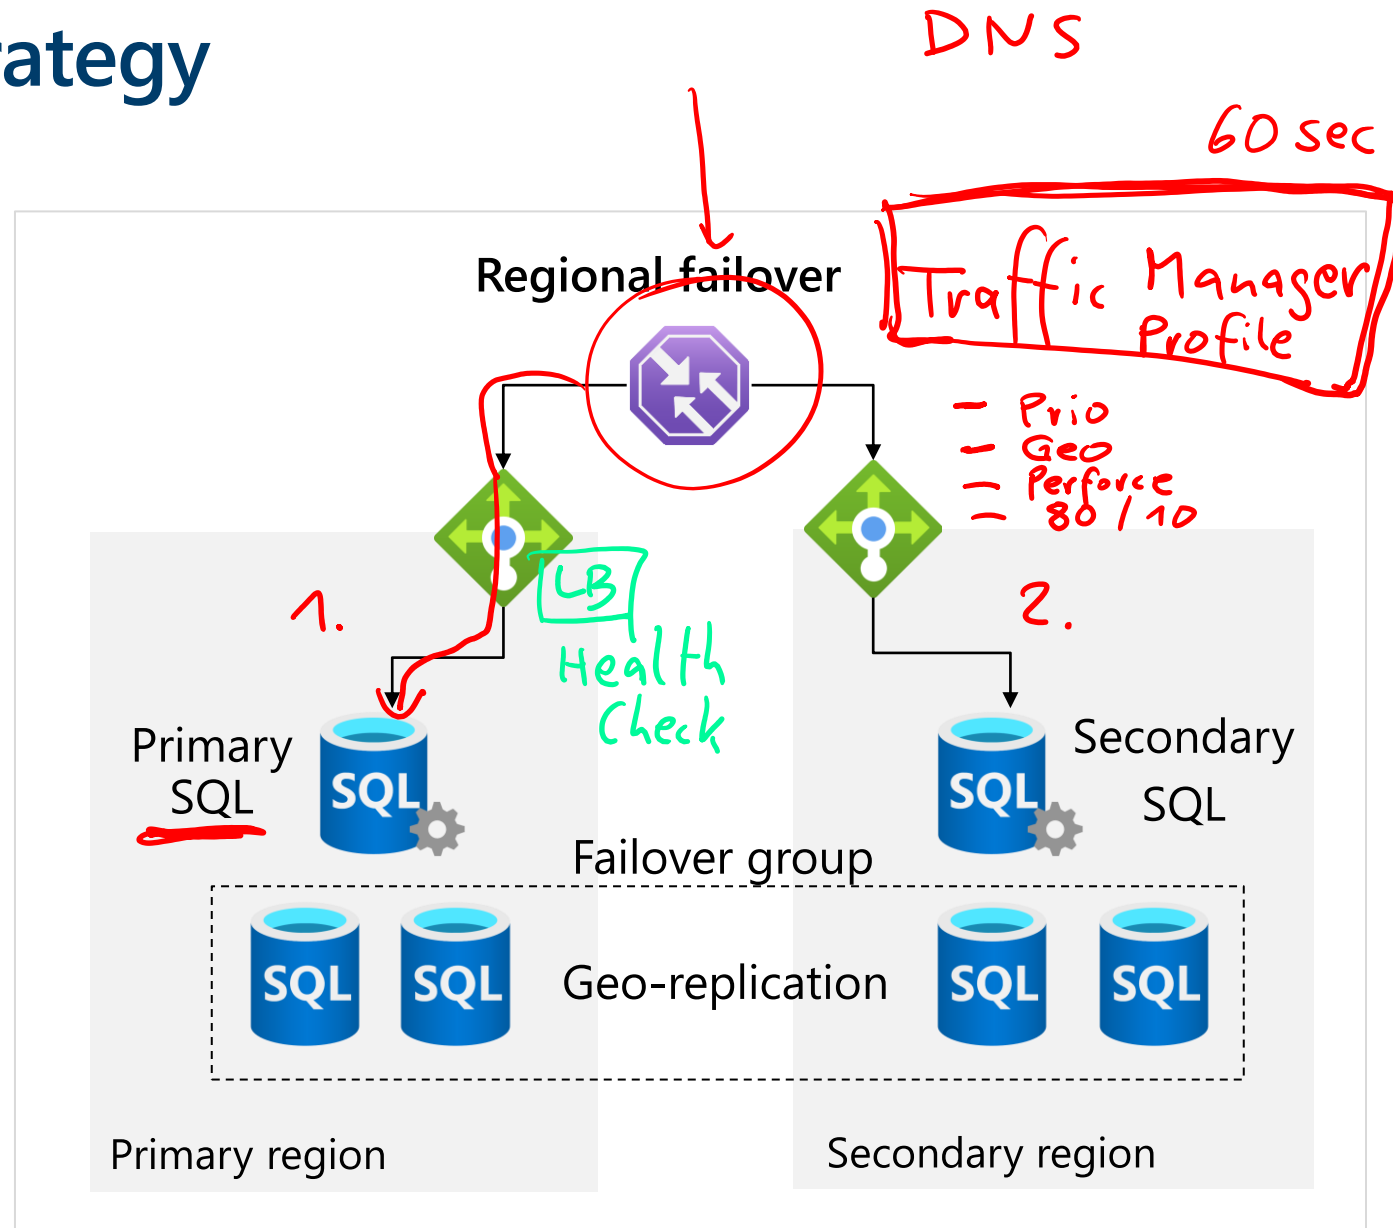 rategy
DNS
60 sec
Regional failover
Traffic Manager
Profile
- Prio
- Geo
- Perforce
- 80 / 10
LB
1.
2.
Health
Check
Primary
SQL
SQL
SQL
Secondary
SQL
Failover group
SQL
SQL
Geo-replication
SQL
SQL
Primary region
Secondary region